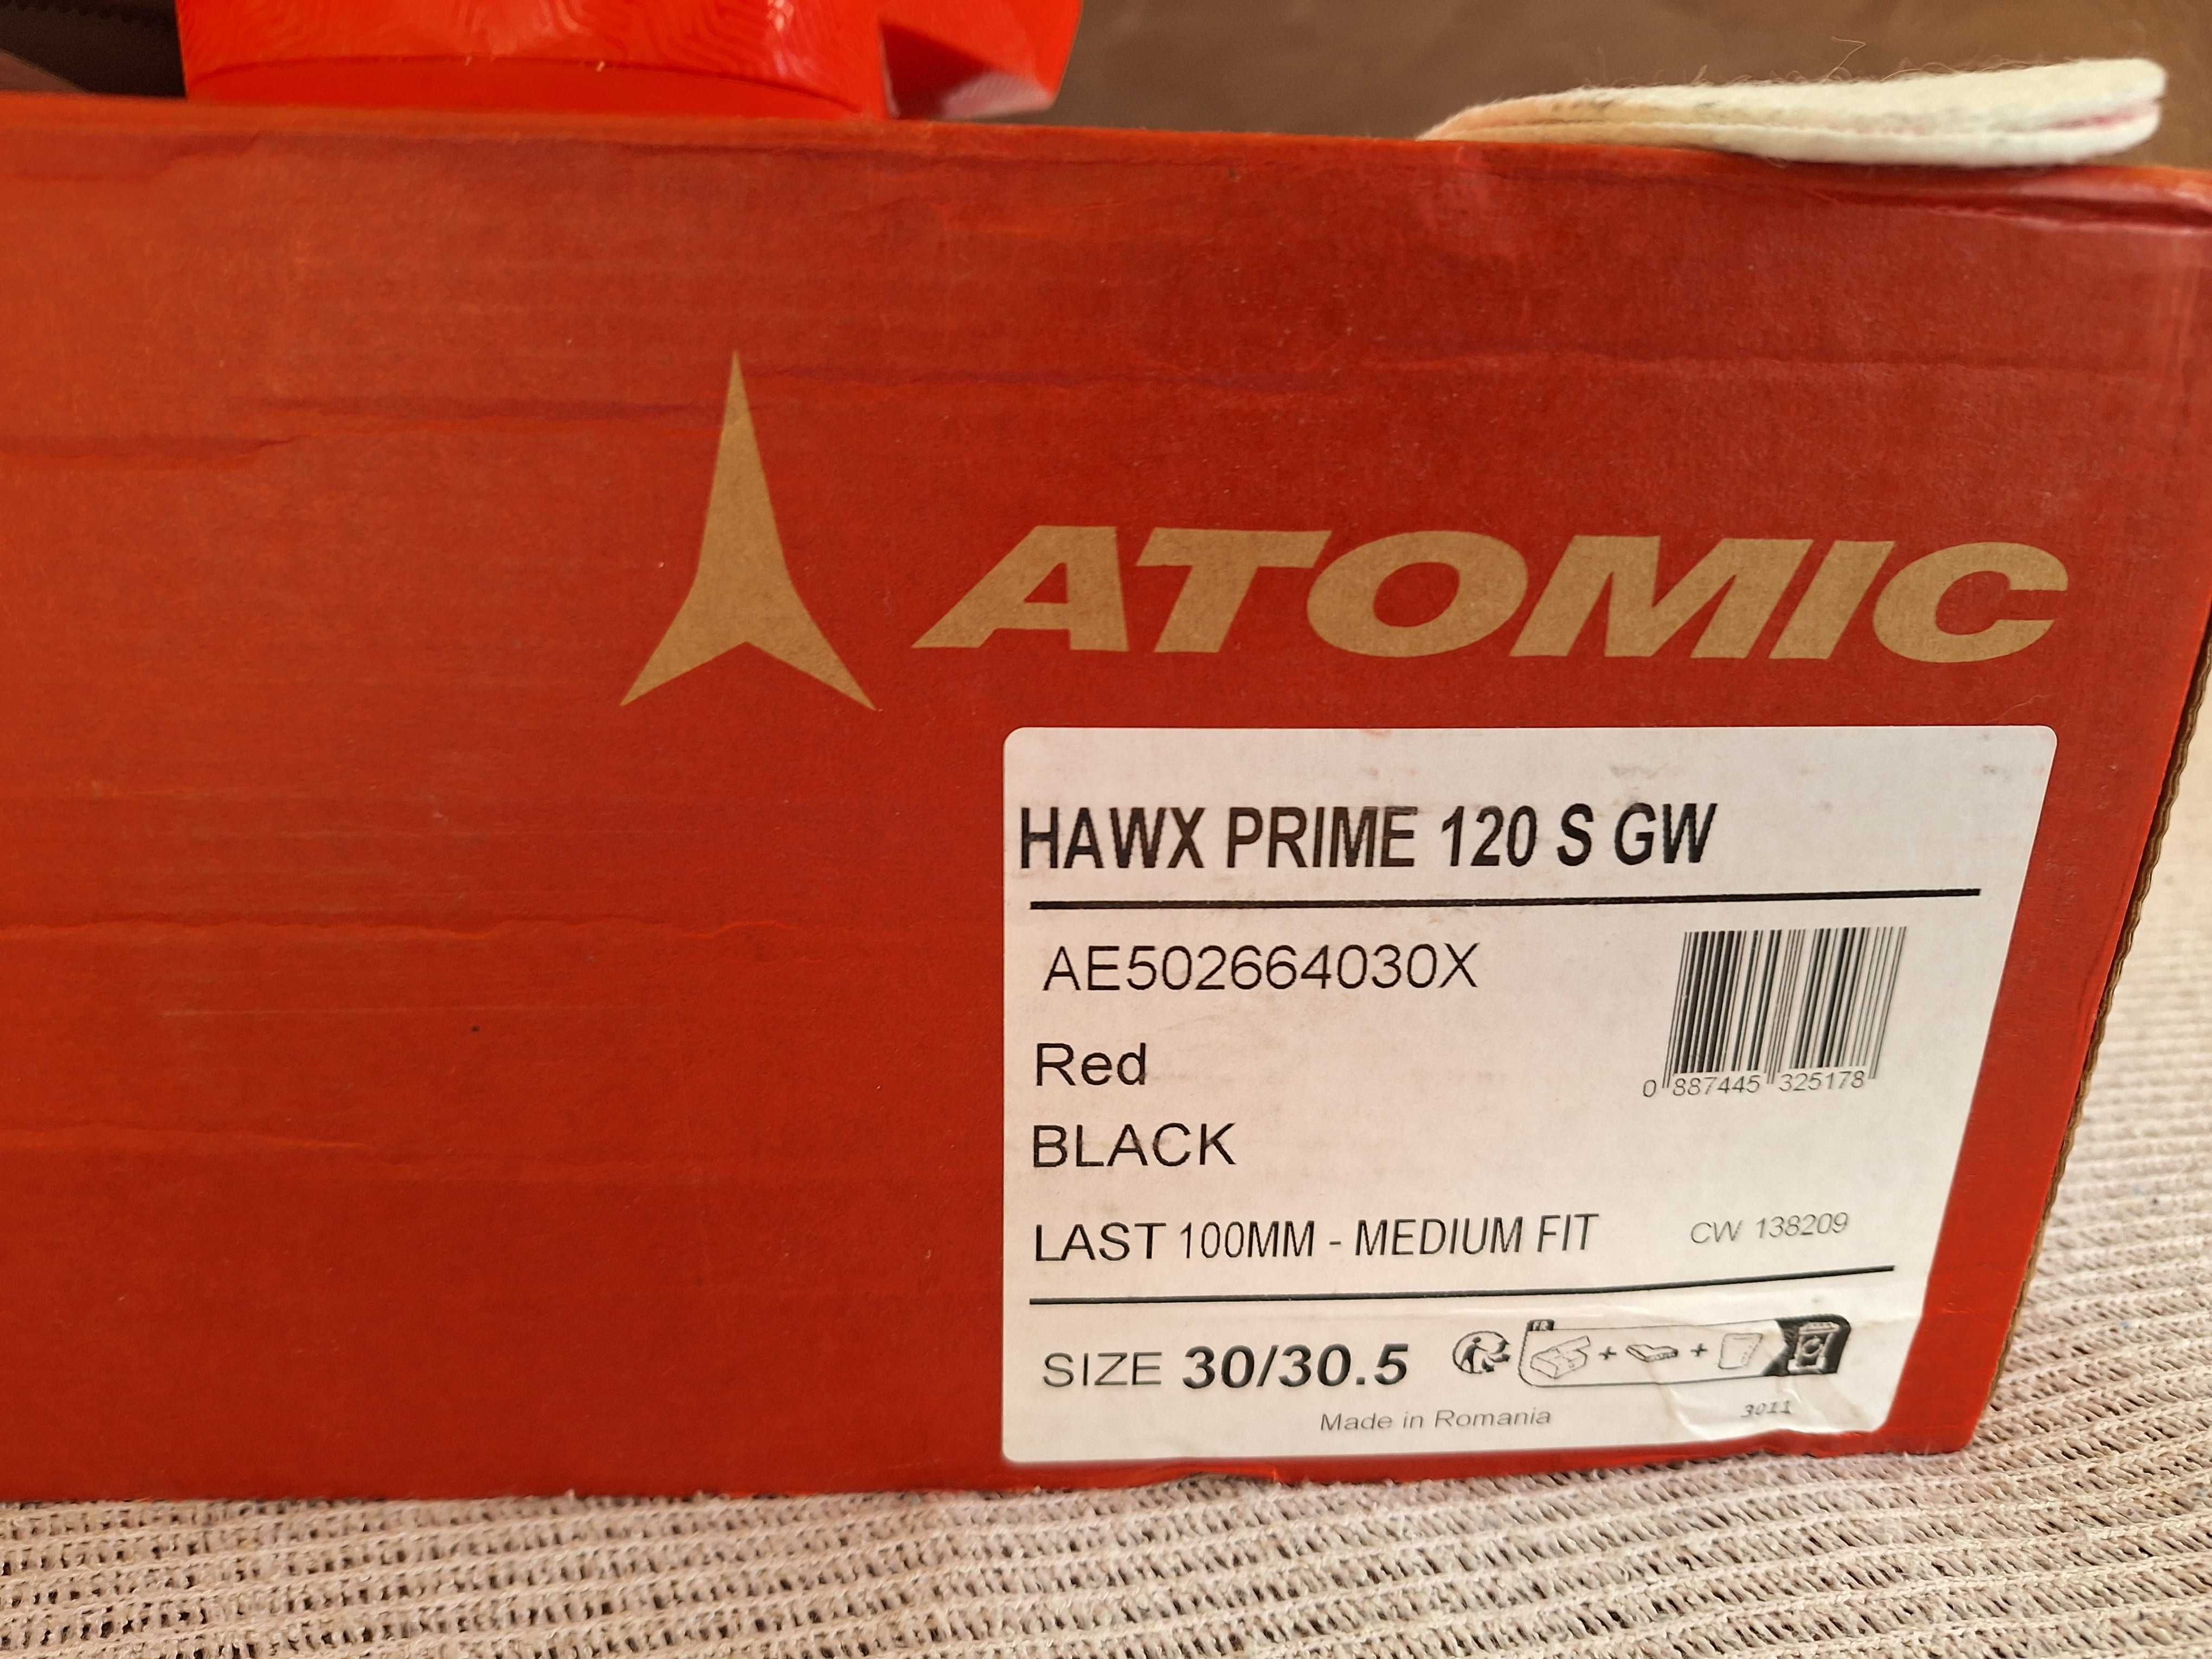 ATOMIC
HAWX PRIME 120 S GW
AE502664030X
Red
0 887445 325178
BLACK
LAST 100MM - MEDIUM FIT CW 138209
FR
SIZE 30/30.5
Made in Romania 3011